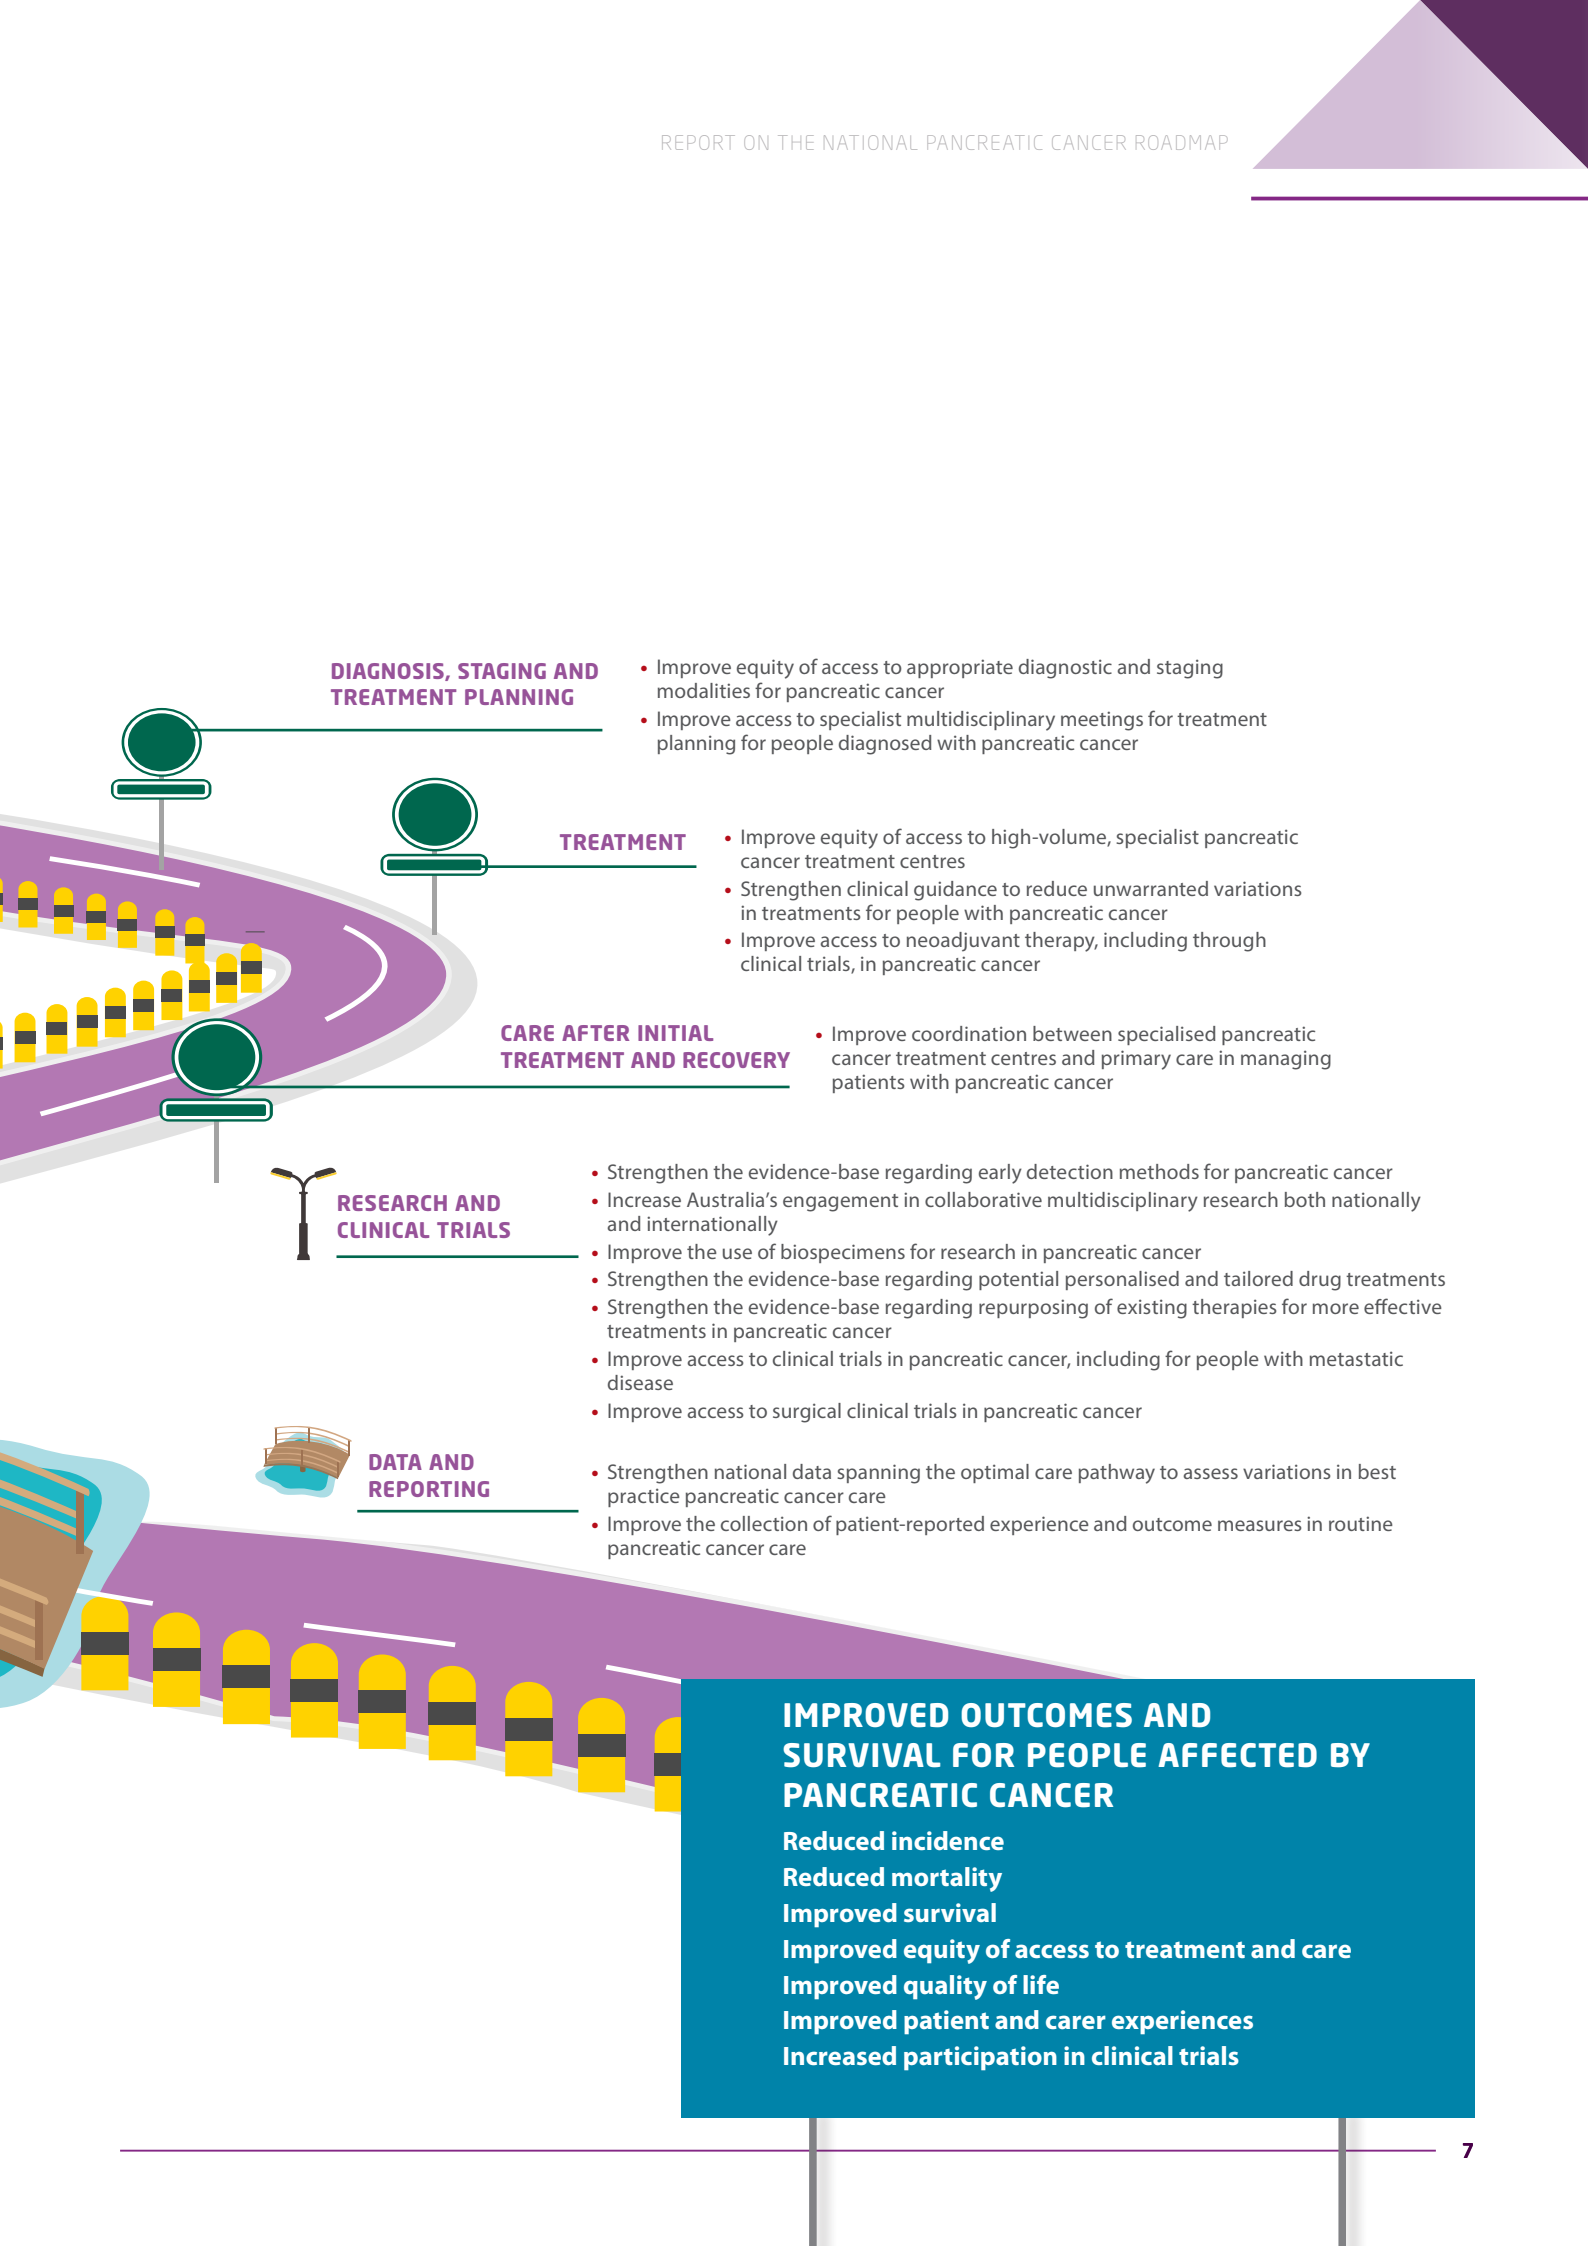 REPORT ON THE NATIONAL PANCREATIC CANCER ROADMAP
DIAGNOSIS, STAGING AND
TREATMENT PLANNING
• Improve equity of access to appropriate diagnostic and staging
modalities for pancreatic cancer
• Improve access to specialist multidisciplinary meetings for treatment
planning for people diagnosed with pancreatic cancer
TREATMENT
• Improve equity of access to high-volume, specialist pancreatic
cancer treatment centres
• Strengthen clinical guidance to reduce unwarranted variations
in treatments for people with pancreatic cancer
• Improve access to neoadjuvant therapy, including through
clinical trials, in pancreatic cancer
CARE AFTER INITIAL
TREATMENT AND RECOVERY
• Improve coordination between specialised pancreatic
cancer treatment centres and primary care in managing
patients with pancreatic cancer
RESEARCH AND
CLINICAL TRIALS
• Strengthen the evidence-base regarding early detection methods for pancreatic cancer
• Increase Australia’s engagement in collaborative multidisciplinary research both nationally
and internationally
• Improve the use of biospecimens for research in pancreatic cancer
• Strengthen the evidence-base regarding potential personalised and tailored drug treatments
• Strengthen the evidence-base regarding repurposing of existing therapies for more effective
treatments in pancreatic cancer
• Improve access to clinical trials in pancreatic cancer, including for people with metastatic
disease
• Improve access to surgical clinical trials in pancreatic cancer
DATA AND
REPORTING
• Strengthen national data spanning the optimal care pathway to assess variations in best
practice pancreatic cancer care
• Improve the collection of patient-reported experience and outcome measures in routine
pancreatic cancer care
IMPROVED OUTCOMES AND
SURVIVAL FOR PEOPLE AFFECTED BY
PANCREATIC CANCER
Reduced incidence
Reduced mortality
Improved survival
Improved equity of access to treatment and care
Improved quality of life
Improved patient and carer experiences
Increased participation in clinical trials
7